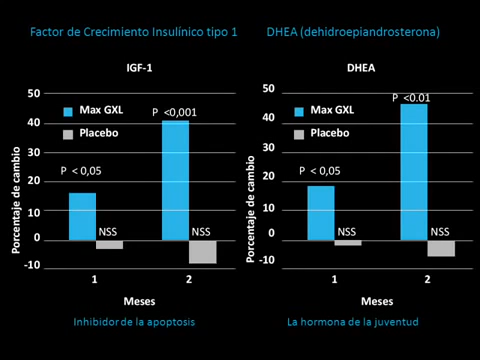 Factor de Crecimiento Insulínico tipo 1
DHEA (dehidroepiandrosterona)
IGF-1
50
40
30
20
10
0
-10
Porcentaje de cambio
Max GXL
Placebo
P <0,001
P < 0,05
NSS
NSS
1
2
Meses
Inhibidor de la apoptosis
DHEA
50
40
30
20
10
0
-10
Porcentaje de cambio
Max GXL
Placebo
P <0.01
P < 0,05
NSS
NSS
1
2
Meses
La hormona de la juventud